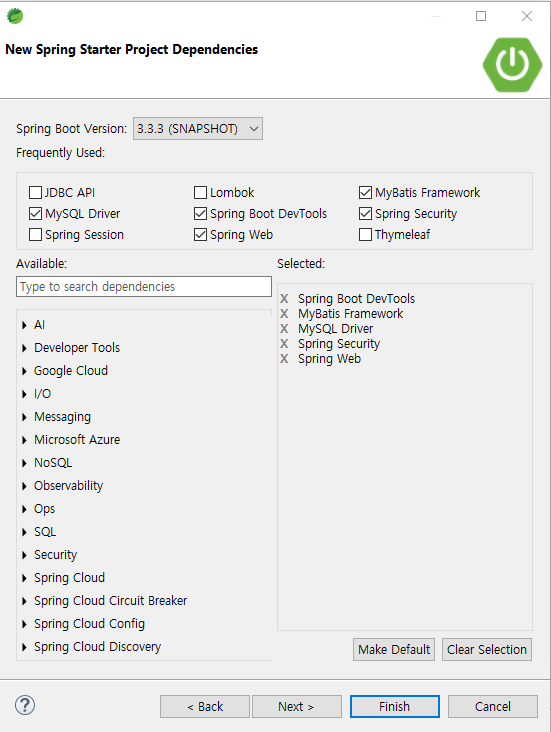 New Spring Starter Project Dependencies
Spring Boot Version: 3.3.3 (SNAPSHOT)
Frequently Used:
JDBC API Lombok MyBatis Framework
MySQL Driver Spring Boot DevTools Spring Security
Spring Session Spring Web Thymeleaf
Available: Selected:
Type to search dependencies
X Spring Boot DevTools
X MyBatis Framework
X MySQL Driver
X Spring Security
X Spring Web
AI
Developer Tools
Google Cloud
I/O
Messaging
Microsoft Azure
NoSQL
Observability
Ops
SQL
Security
Spring Cloud
Spring Cloud Circuit Breaker
Spring Cloud Config
Spring Cloud Discovery
Make Default Clear Selection
? < Back Next > Finish Cancel